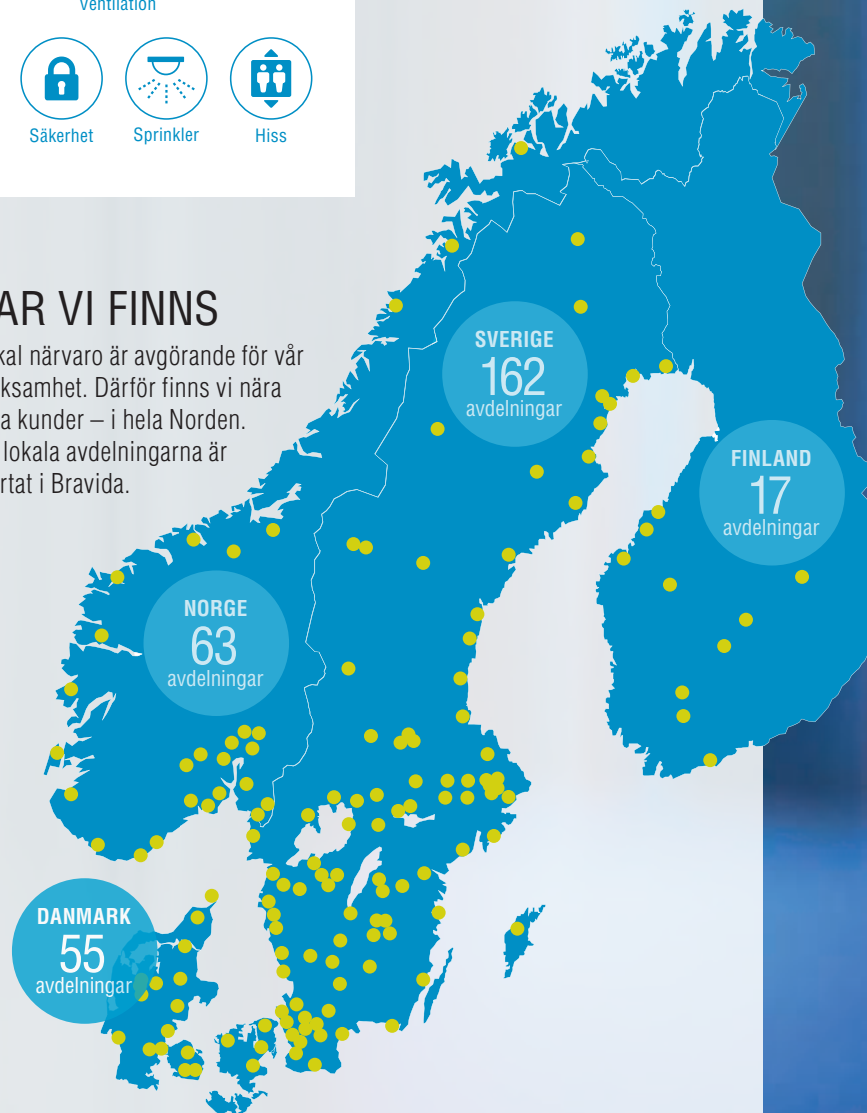 Ventilation
Säkerhet
Sprinkler
Hiss
AR VI FINNS
kal närvaro är avgörande för vår
ksamhet. Därför finns vi nära
a kunder – i hela Norden.
lokala avdelningarna är
rtat i Bravida.
SVERIGE
162
avdelningar
FINLAND
17
avdelningar
NORGE
63
avdelningar
DANMARK
55
avdelningar